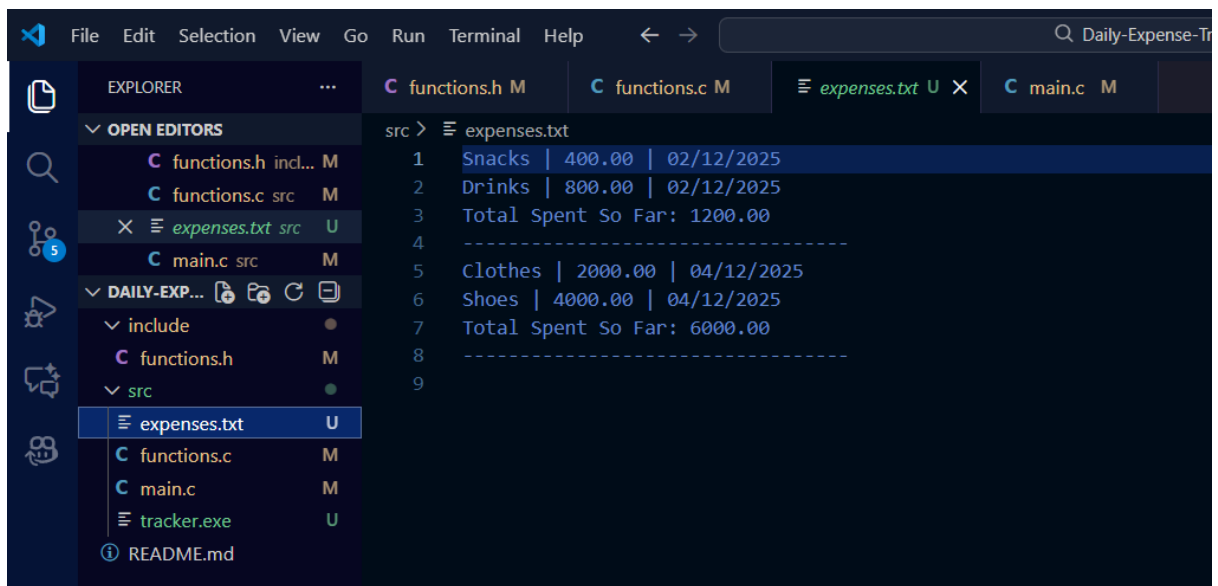 File Edit Selection View Go Run Terminal Help ← → Daily-Expense-Tr
EXPLORER ...
OPEN EDITORS
C functions.h incl... M
C functions.c src M
expenses.txt src U
C main.c src M
DAILY-EXP...
include
C functions.h M
src
expenses.txt U
C functions.c M
C main.c M
tracker.exe U
README.md
5
C functions.h M C functions.c M expenses.txt U C main.c M
src > expenses.txt
1 Snacks | 400.00 | 02/12/2025
2 Drinks | 800.00 | 02/12/2025
3 Total Spent So Far: 1200.00
4 ----------------------------------
5 Clothes | 2000.00 | 04/12/2025
6 Shoes | 4000.00 | 04/12/2025
7 Total Spent So Far: 6000.00
8 ----------------------------------
9